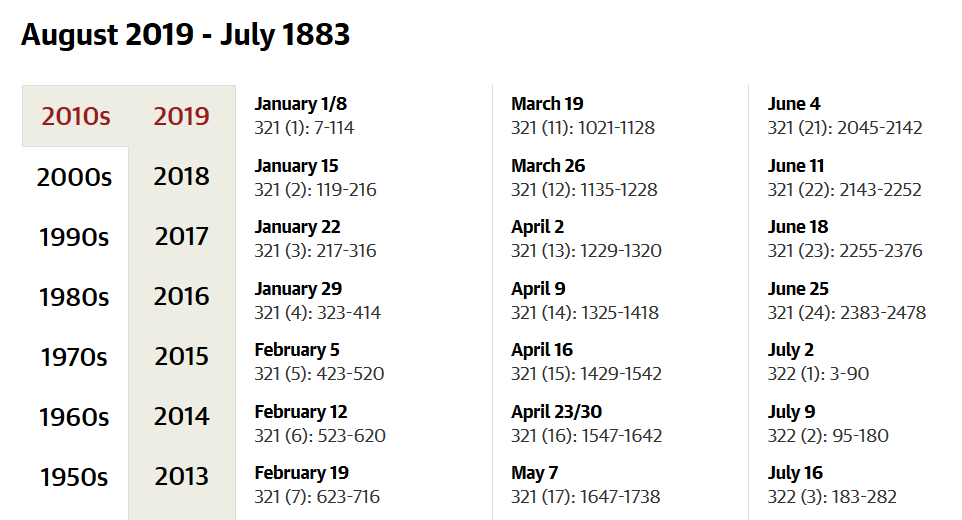 August 2019 - July 1883
2010s
2000s
1990s
1980s
1970s
1960s
1950s
2019
2018
2017
2016
2015
2014
2013
January 1/8
321 (1): 7-114
January 15
321 (2): 119-216
January 22
321 (3): 217-316
January 29
321 (4): 323-414
February 5
321 (5): 423-520
February 12
321 (6): 523-620
February 19
321 (7): 623-716
March 19
321 (11): 1021-1128
March 26
321 (12): 1135-1228
April 2
321 (13): 1229-1320
April 9
321 (14): 1325-1418
April 16
321 (15): 1429-1542
April 23/30
321 (16): 1547-1642
May 7
321 (17): 1647-1738
June 4
321 (21): 2045-2142
June 11
321 (22): 2143-2252
June 18
321 (23): 2255-2376
June 25
321 (24): 2383-2478
July 2
322 (1): 3-90
July 9
322 (2): 95-180
July 16
322 (3): 183-282